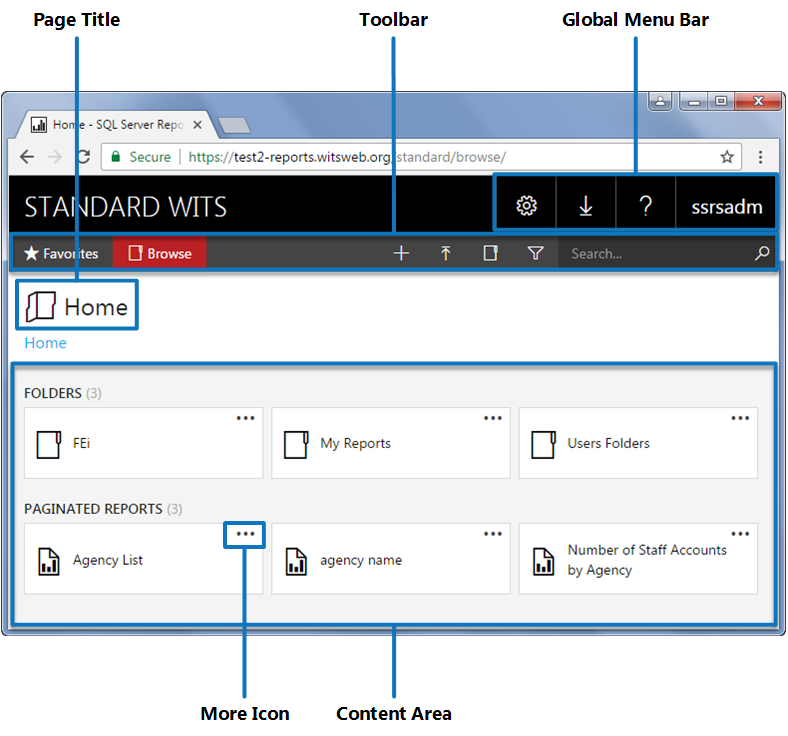 Page Title
Toolbar
Global Menu Bar
Home - SQL Server Repo
Secure
https://test2-reports.witsweb.org/standard/browse/
STANDARD WITS
?
ssrsadm
Favorites
Browse
Search...
Home
Home
FOLDERS (3)
FEi
My Reports
Users Folders
PAGINATED REPORTS (3)
Agency List
agency name
Number of Staff Accounts
by Agency
More Icon
Content Area